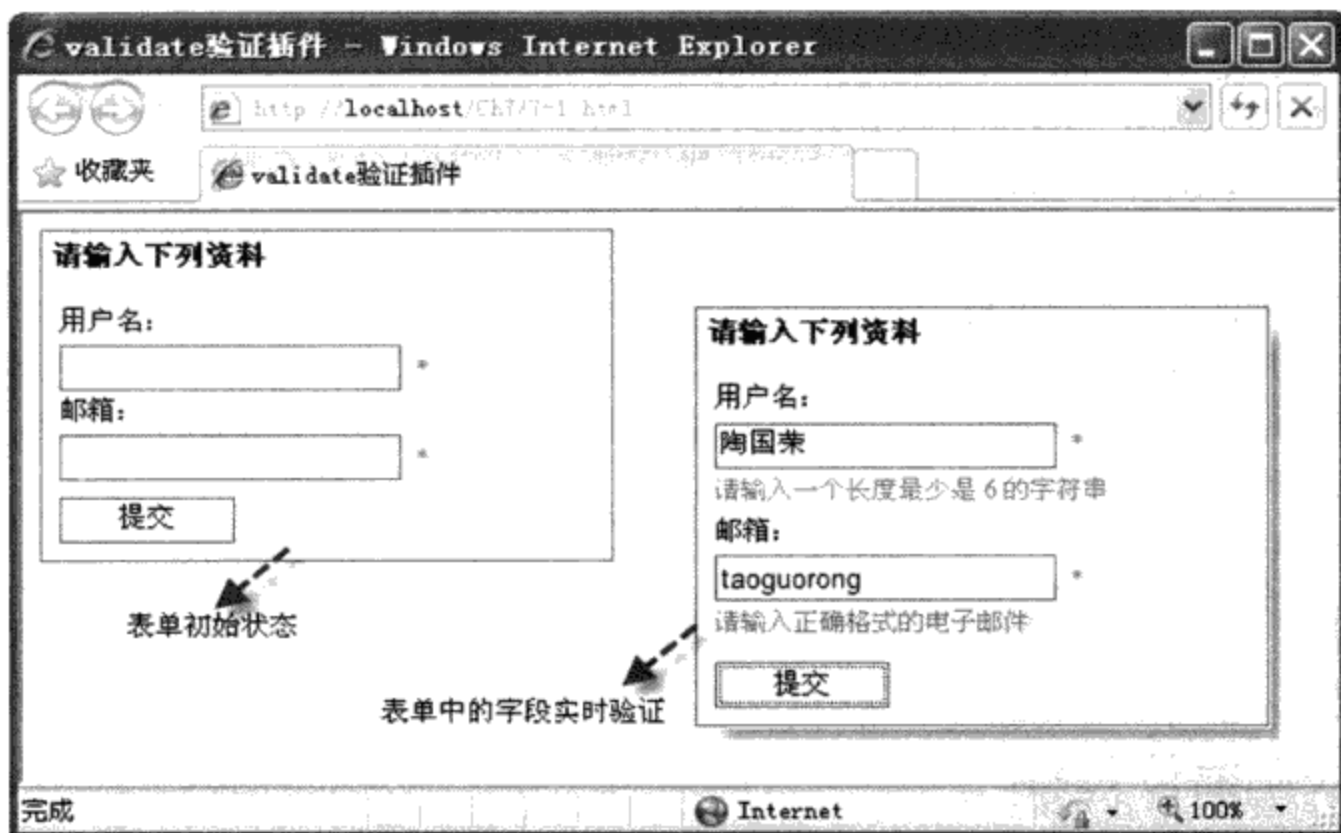 validate验证插件 - Windows Internet Explorer
http://localhost/Ch7/7-1.html
收藏夹
validate验证插件
请输入下列资料
用户名：
*
邮箱：
*
提交
表单初始状态
请输入下列资料
用户名：
陶国荣 *
请输入一个长度最少是 6 的字符串
邮箱：
taoguorong *
请输入正确格式的电子邮件
提交
表单中的字段实时验证
完成
Internet
100%